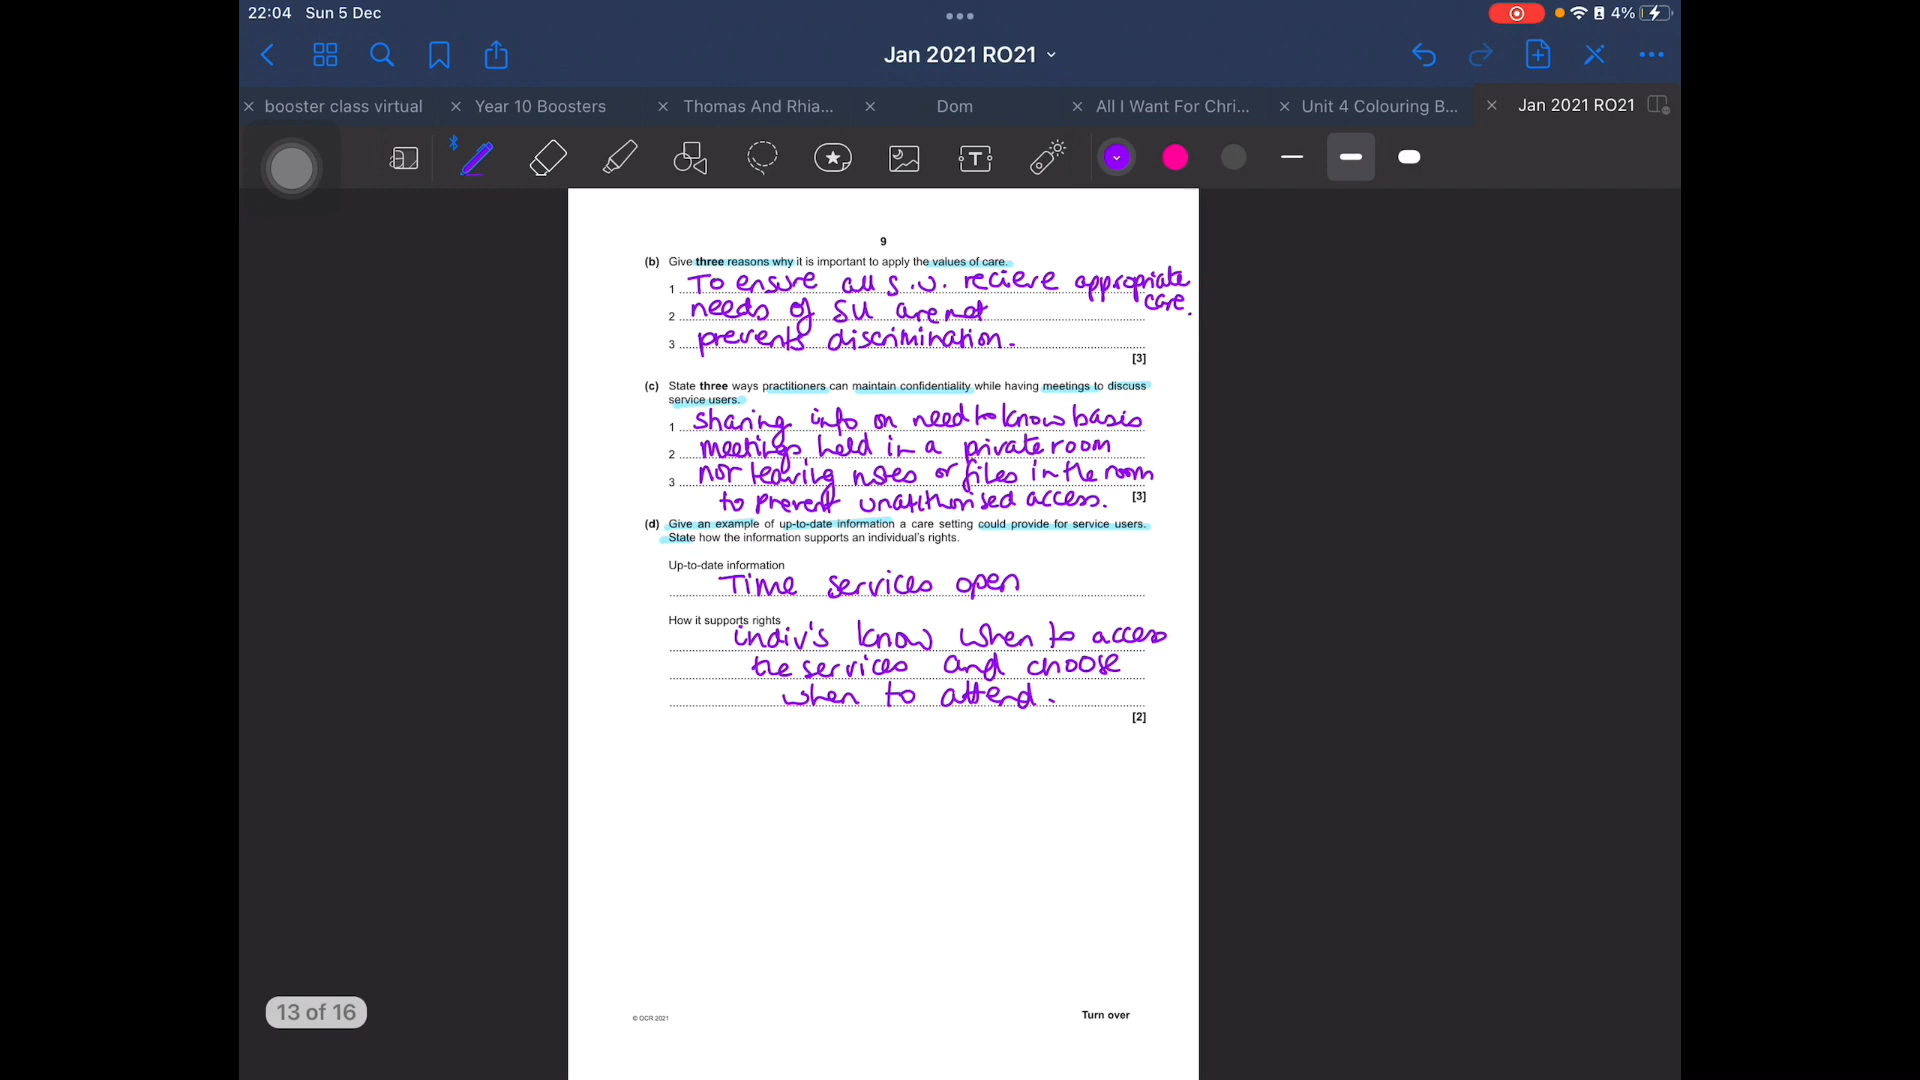 22:04 Sun 5 Dec
4%
Jan 2021 RO21
booster class virtual
Year 10 Boosters
Thomas And Rhia...
Dom
All I Want For Chri...
Unit 4 Colouring B...
Jan 2021 RO21
9
(b) Give three reasons why it is important to apply the values of care.
1 To ensure all S.U. recieve appropriate
care.
2 needs of SU are met
3 prevents discrimination.
[3]
(c) State three ways practitioners can maintain confidentiality while having meetings to discuss
service users.
1 Sharing info on need to know basis
2 meetings held in a private room
3 not leaving notes or files in the room
to prevent unauthorised access. [3]
(d) Give an example of up-to-date information a care setting could provide for service users.
State how the information supports an individual's rights.
Up-to-date information
Time services open
How it supports rights
indiv's know when to access
the services and choose
when to attend.
[2]
13 of 16
© OCR 2021
Turn over